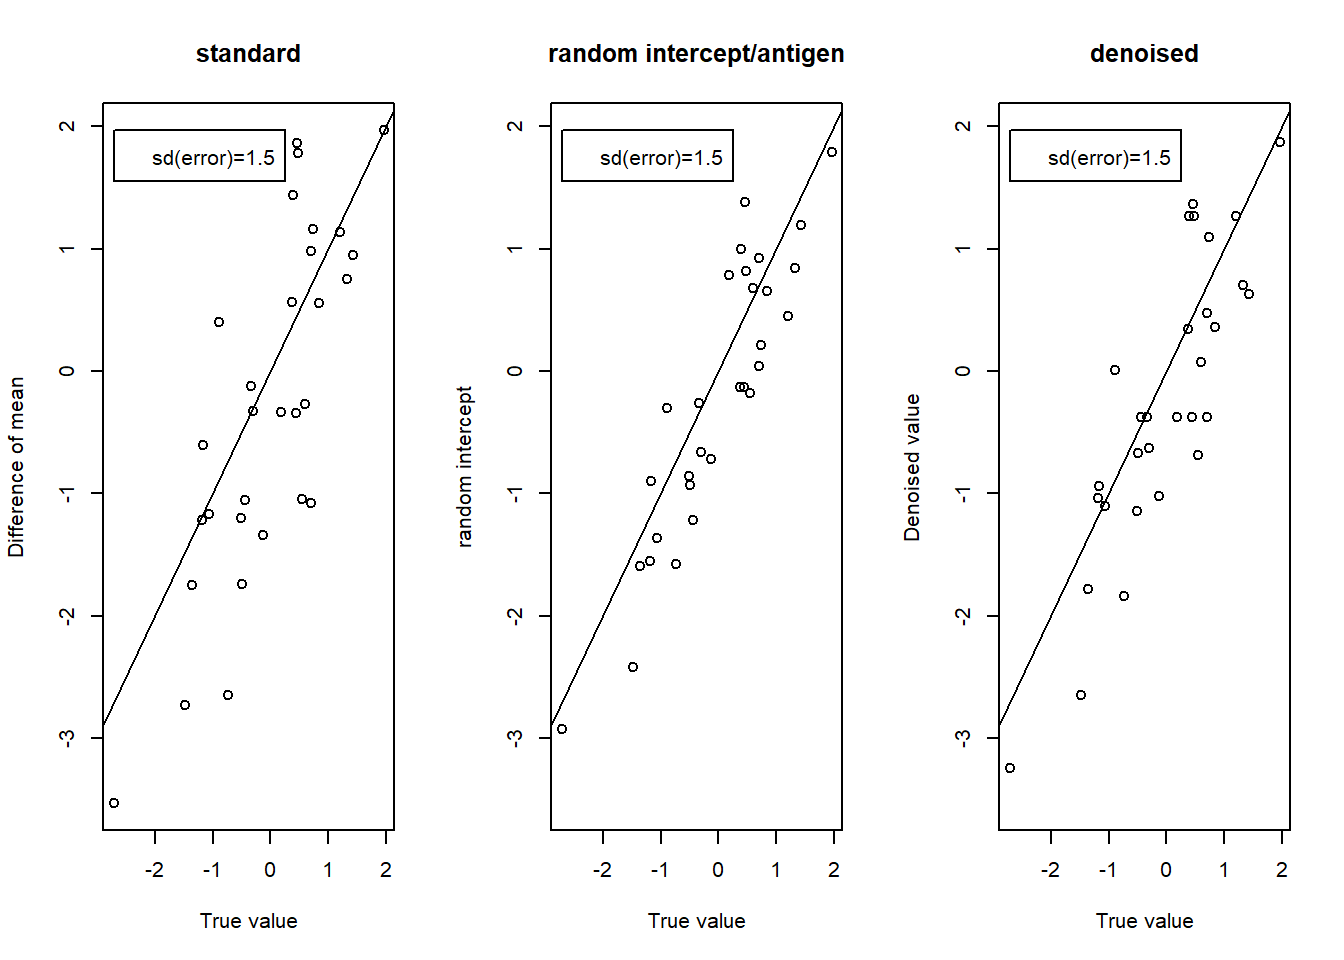 standard
sd(error)=1.5
2
1
0
-1
-2
-3
Difference of mean
-2 -1 0 1 2
True value
random intercept/antigen
sd(error)=1.5
2
1
0
-1
-2
-3
random intercept
-2 -1 0 1 2
True value
denoised
sd(error)=1.5
2
1
0
-1
-2
-3
Denoised value
-2 -1 0 1 2
True value